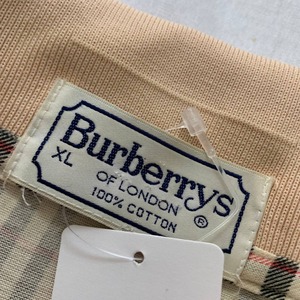 Burberrys
XL
OF LONDON
100% COTTON ®